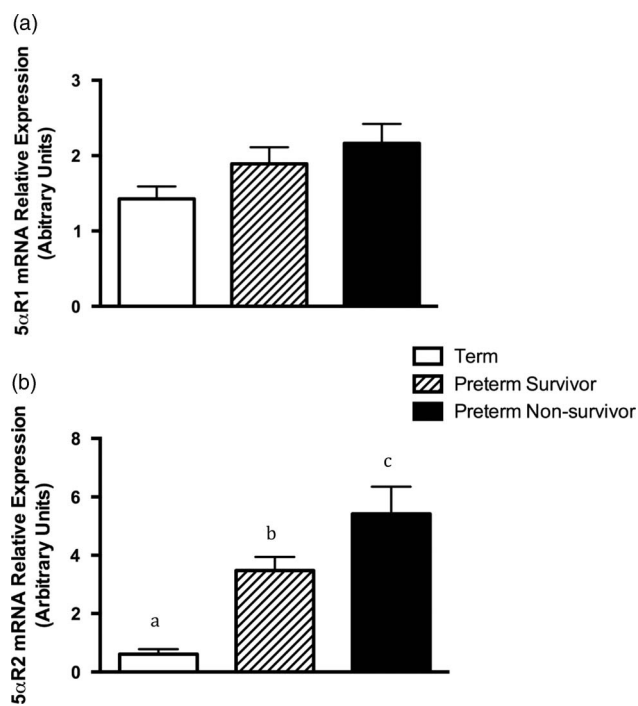 (a)
5αR1 mRNA Relative Expression
(Abitrary Units)
3
2
1
0
Term
Preterm Survivor
Preterm Non-survivor
(b)
5αR2 mRNA Relative Expression
(Arbitrary Units)
8
6
4
2
0
a
b
c